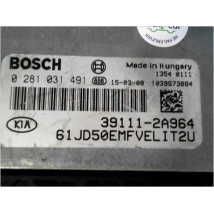 BOSCH
Made in Hungary
1354 0111
0 281 031 491
15-03-08
1039S73884
KIA
39111-2A964
61JD50EMFVELIT2U